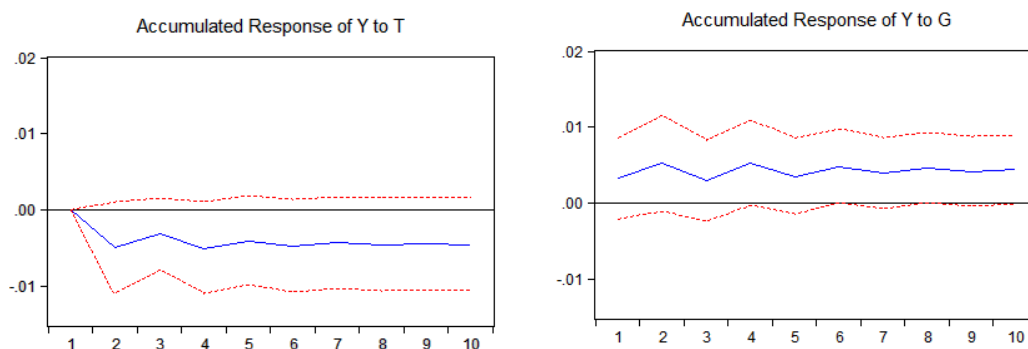 Accumulated Response of Y to T
.02
.01
.00
-.01
1 2 3 4 5 6 7 8 9 10
Accumulated Response of Y to G
.02
.01
.00
-.01
1 2 3 4 5 6 7 8 9 10